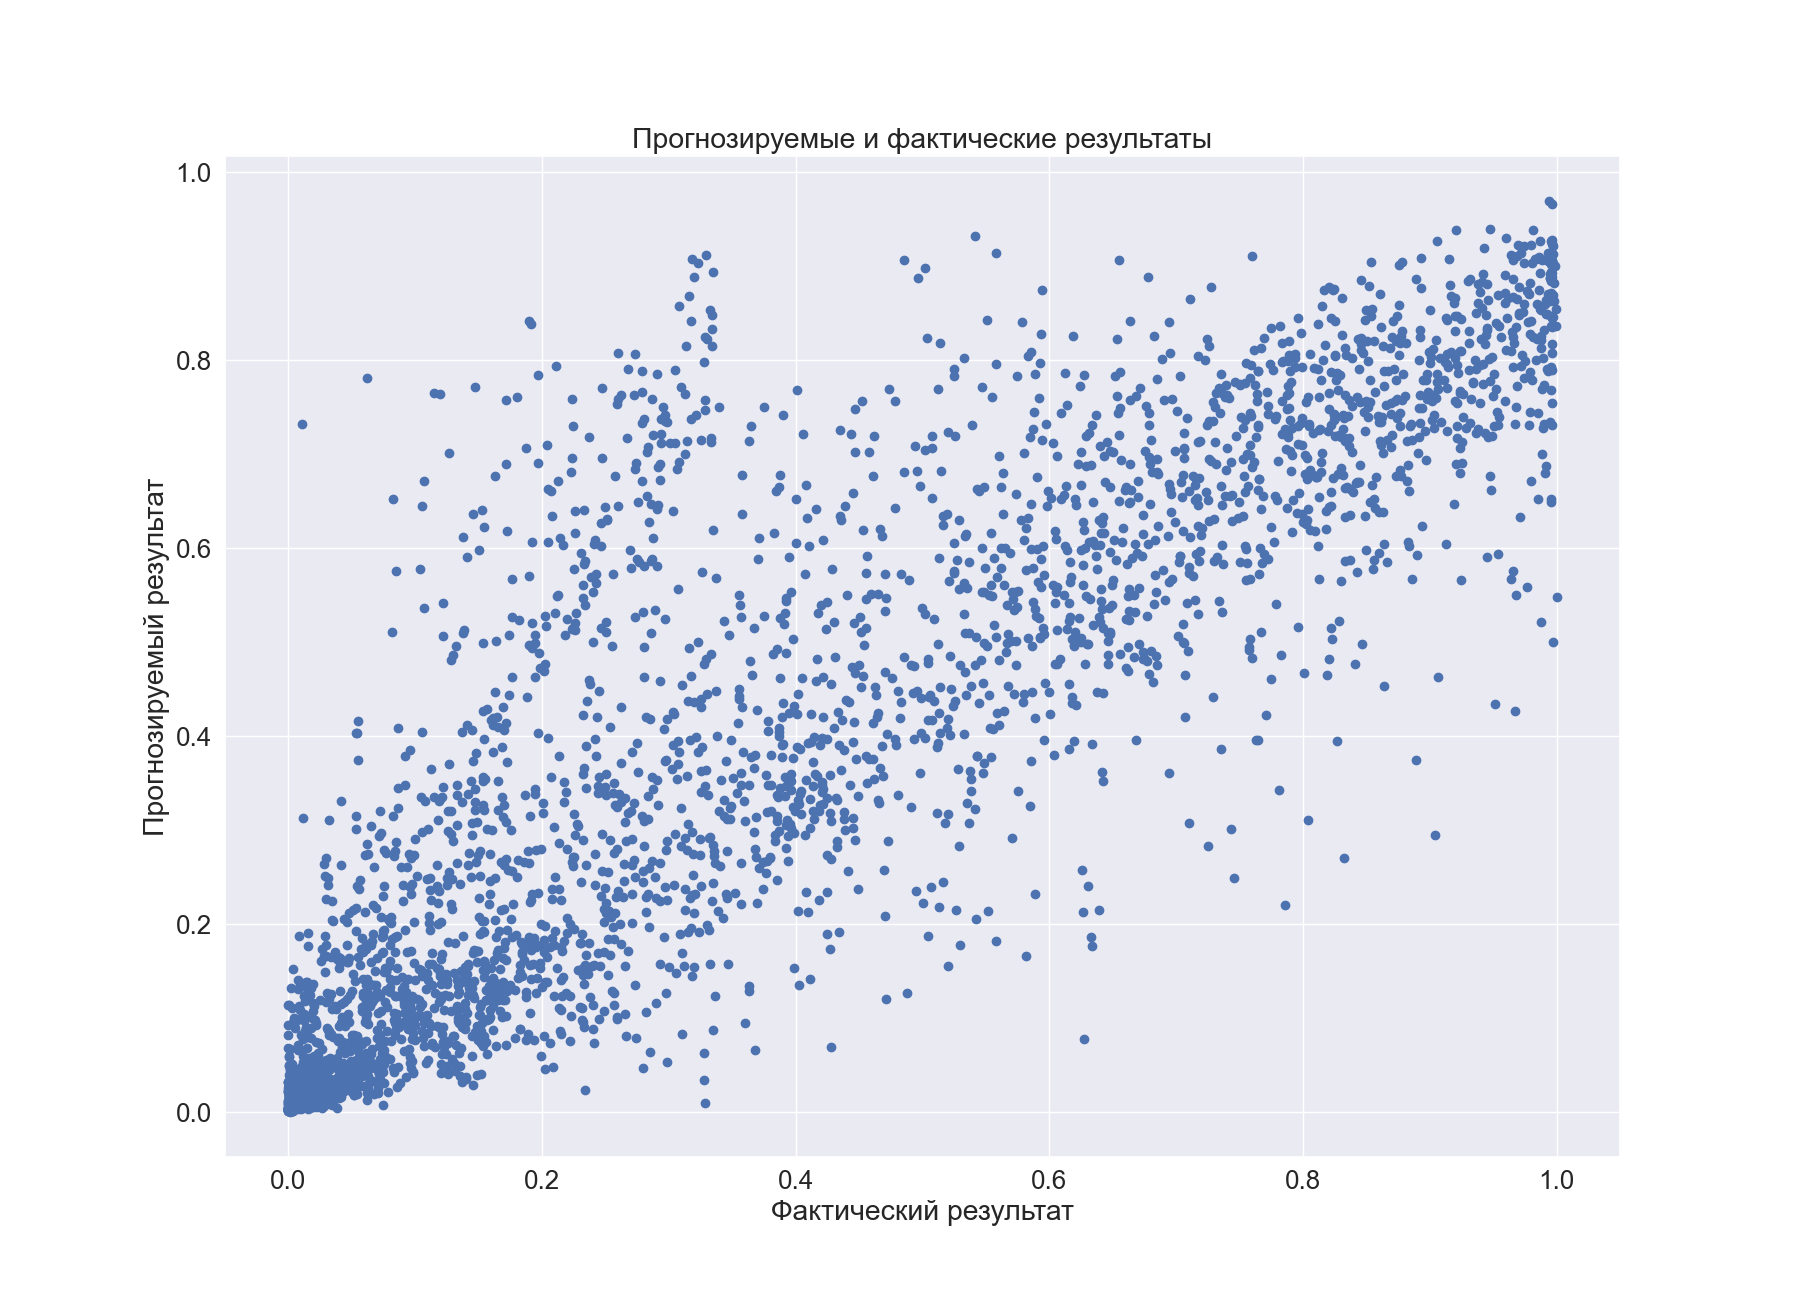 Прогнозируемые и фактические результаты
1.0
0.8
0.6
0.4
0.2
0.0
Прогнозируемый результат
0.0 0.2 0.4 0.6 0.8 1.0
Фактический результат